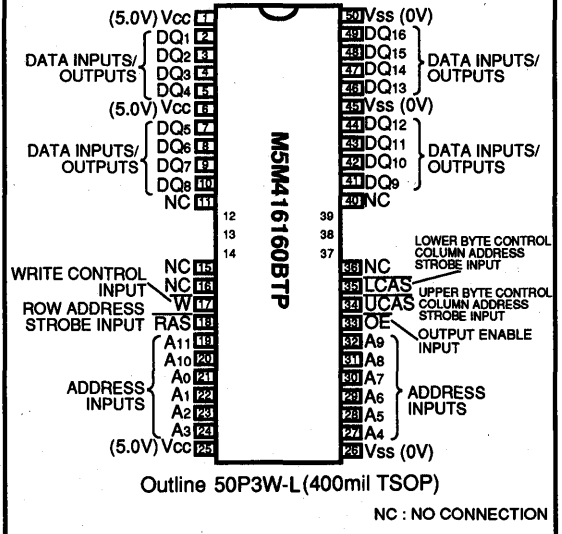 (5.0V) Vcc 1
DQ1 2
DQ2 3
DQ3 4
DQ4 5
DATA INPUTS/
OUTPUTS
(5.0V) Vcc 6
DQ5 7
DQ6 8
DQ7 9
DQ8 10
DATA INPUTS/
OUTPUTS
NC 11
12
13
14
NC 15
NC 16
WRITE CONTROL
INPUT
W 17
ROW ADDRESS
STROBE INPUT
RAS 18
A11 19
A10 20
A0 21
A1 22
A2 23
A3 24
ADDRESS
INPUTS
(5.0V) Vcc 25
M5M416160BTP
50 Vss (0V)
49 DQ16
48 DQ15
47 DQ14
46 DQ13
DATA INPUTS/
OUTPUTS
45 Vss (0V)
44 DQ12
43 DQ11
42 DQ10
41 DQ9
DATA INPUTS/
OUTPUTS
40 NC
39
38
37
36 NC
35 LCAS
LOWER BYTE CONTROL
COLUMN ADDRESS
STROBE INPUT
34 UCAS
UPPER BYTE CONTROL
COLUMN ADDRESS
STROBE INPUT
33 OE
OUTPUT ENABLE
INPUT
32 A9
31 A8
30 A7
29 A6
28 A5
27 A4
ADDRESS
INPUTS
26 Vss (0V)
Outline 50P3W-L (400mil TSOP)
NC : NO CONNECTION